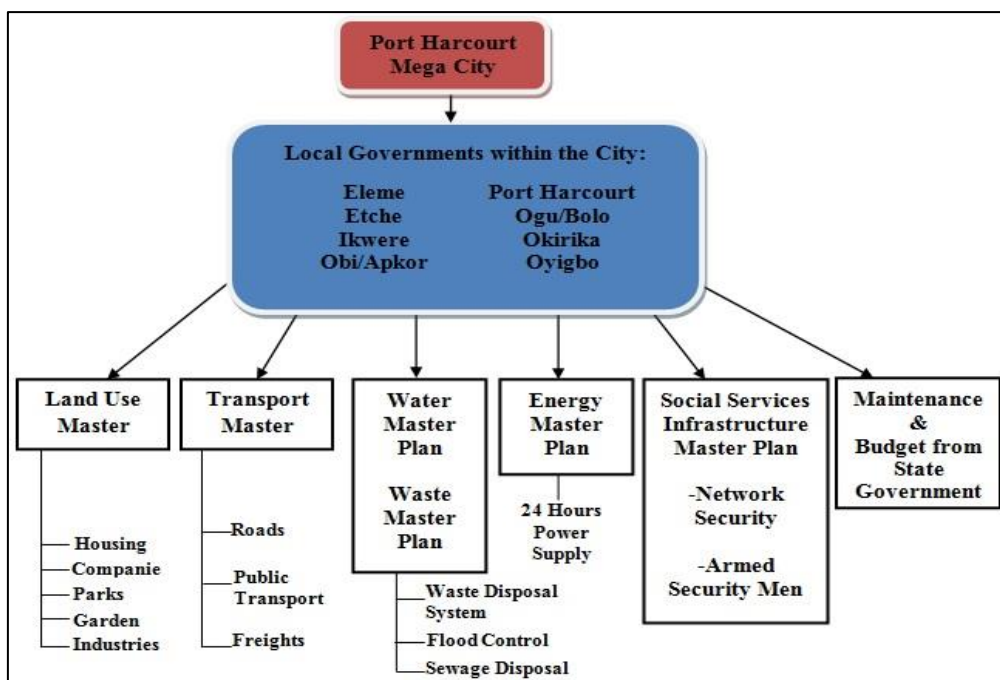 Port Harcourt
Mega City
Local Governments within the City:
Eleme
Etche
Ikwere
Obi/Apkor
Port Harcourt
Ogu/Bolo
Okirika
Oyigbo
Land Use
Master
Housing
Companie
Parks
Garden
Industries
Transport
Master
Roads
Public
Transport
Freights
Water
Master
Plan
Waste
Master
Plan
Waste Disposal
System
Flood Control
Sewage Disposal
Energy
Master
Plan
24 Hours
Power
Supply
Social Services
Infrastructure
Master Plan
-Network
Security
-Armed
Security Men
Maintenance
&
Budget from
State
Government